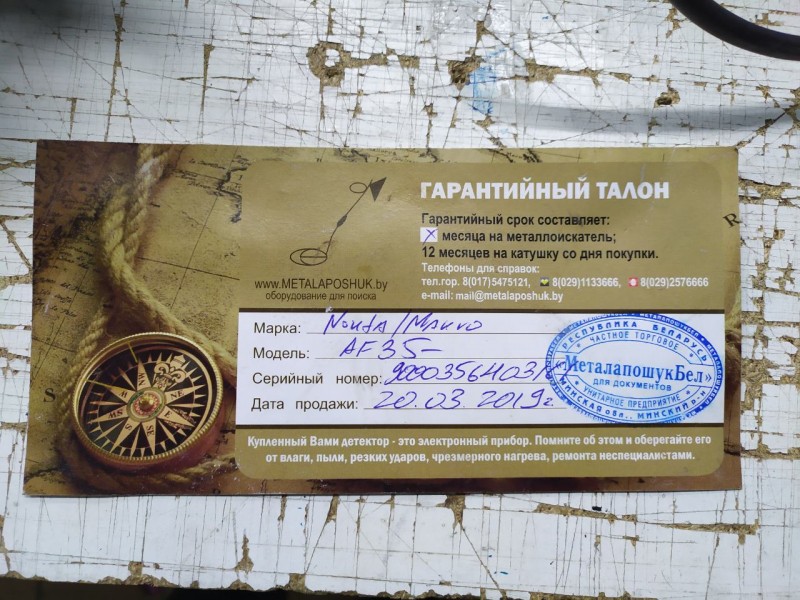 ГАРАНТИЙНЫЙ ТАЛОН
Гарантийный срок составляет:
X месяца на металлоискатель;
12 месяцев на катушку со дня покупки.
Телефоны для справок:
тел.гор. 8(017)5475121, 8(029)1133666, 8(029)2576666
e-mail: mail@metalaposhuk.by
www.METALAPOSHUK.by
оборудование для поиска
Марка: Nokta/Makro
Модель: AF35
Серийный номер:
Дата продажи: 20.03.2019г.
РЕСПУБЛИКА БЕЛАРУСЬ
ЧАСТНОЕ ТОРГОВОЕ
«МеталапошукБел»
ДЛЯ ДОКУМЕНТОВ
УНИТАРНОЕ ПРЕДПРИЯТИЕ
МИНСКАЯ обл., МИНСКИЙ р-н
Купленный Вами детектор - это электронный прибор. Помните об этом и оберегайте его
от влаги, пыли, резких ударов, чрезмерного нагрева, ремонта неспециалистами.